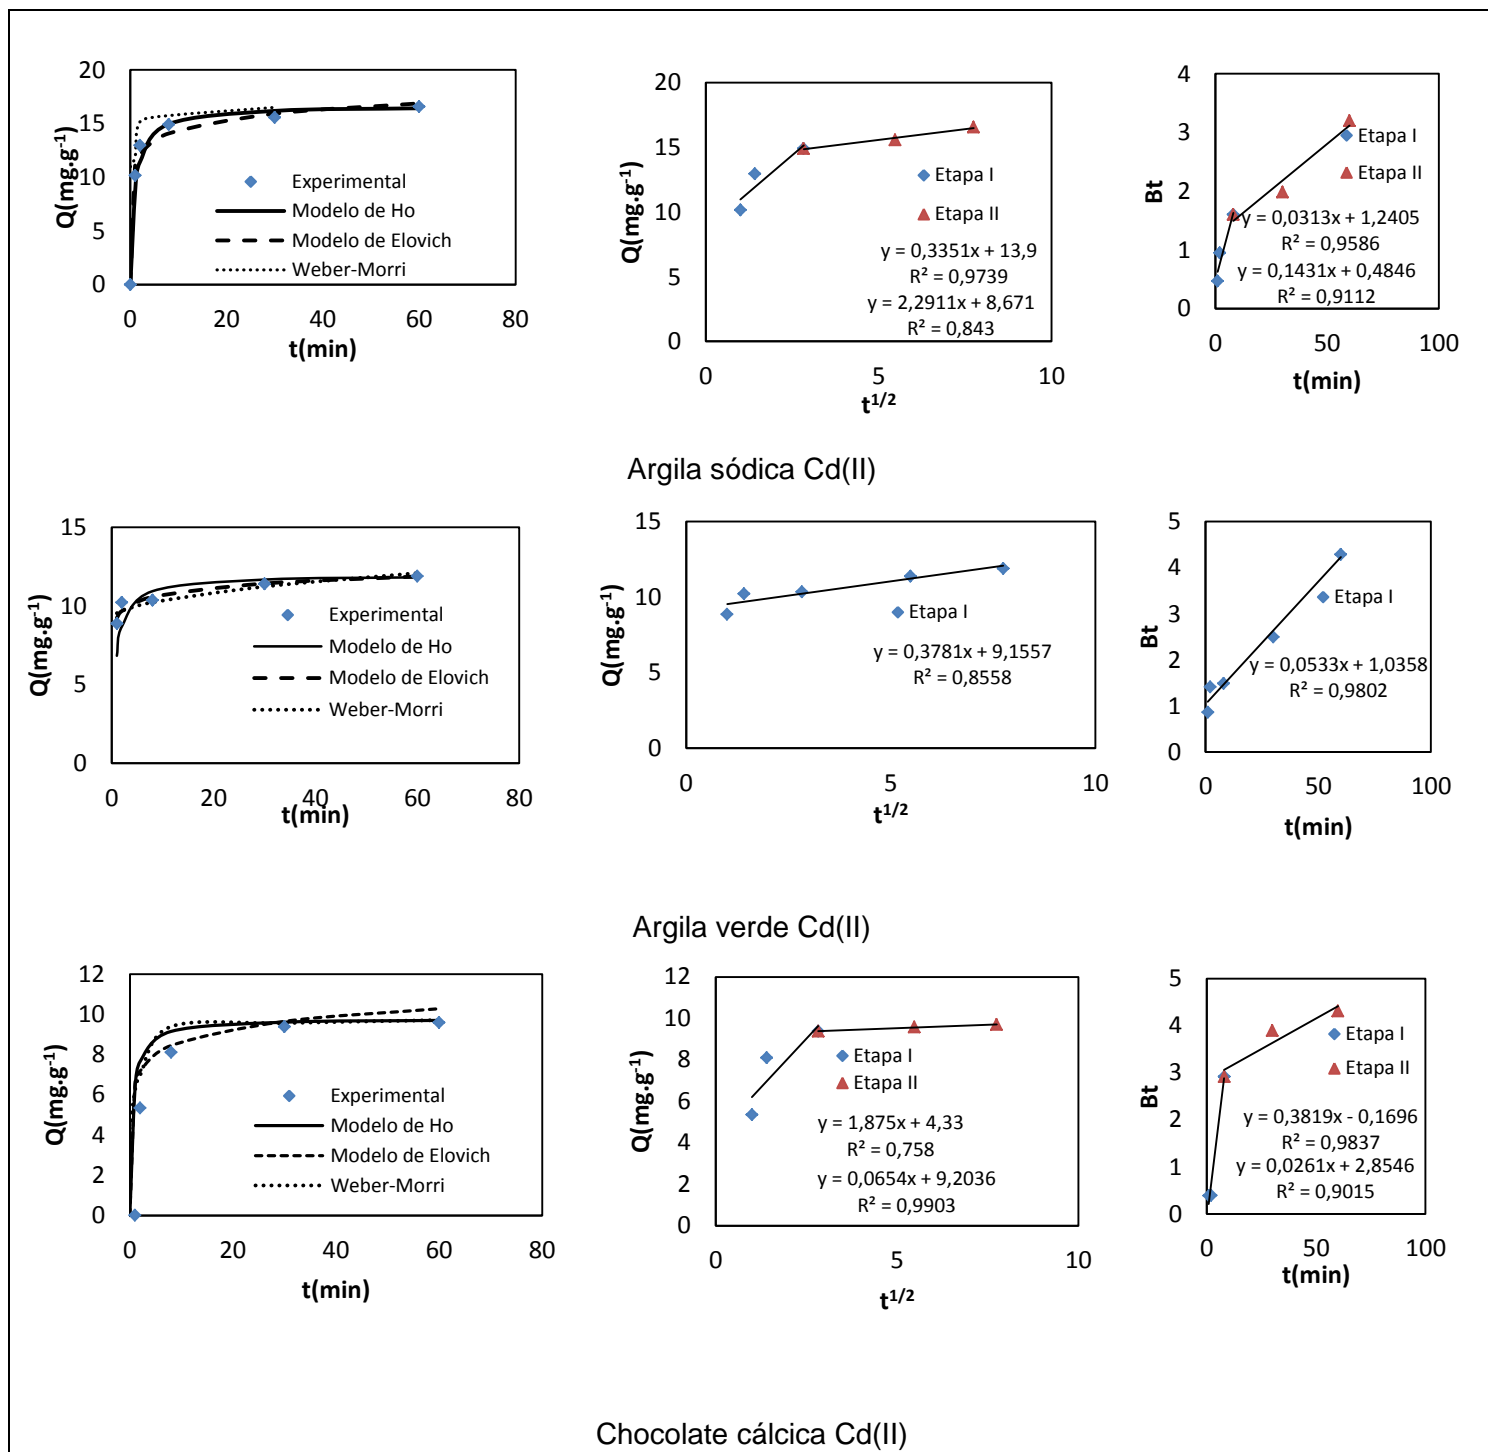 20
15
10
5
0
0 20 40 60 80
Q(mg.g-1)
t(min)
Experimental
Modelo de Ho
Modelo de Elovich
Weber-Morri
20
15
10
5
0
0 5 10
Q(mg.g-1)
t1/2
Etapa I
Etapa II
y = 0,3351x + 13,9
R² = 0,9739
y = 2,2911x + 8,671
R² = 0,843
4
3
2
1
0
0 50 100
Bt
t(min)
Etapa I
Etapa II
y = 0,0313x + 1,2405
R² = 0,9586
y = 0,1431x + 0,4846
R² = 0,9112
Argila sódica Cd(II)
15
10
5
0
0 20 40 60 80
Q(mg.g-1)
t(min)
Experimental
Modelo de Ho
Modelo de Elovich
Weber-Morri
15
10
5
0
0 5 10
Q(mg.g-1)
t1/2
Etapa I
y = 0,3781x + 9,1557
R² = 0,8558
5
4
3
2
1
0
0 50 100
Bt
t(min)
Etapa I
y = 0,0533x + 1,0358
R² = 0,9802
Argila verde Cd(II)
12
10
8
6
4
2
0
0 20 40 60 80
Q(mg.g-1)
t(min)
Experimental
Modelo de Ho
Modelo de Elovich
Weber-Morri
12
10
8
6
4
2
0
0 5 10
Q(mg.g-1)
t1/2
Etapa I
Etapa II
y = 1,875x + 4,33
R² = 0,758
y = 0,0654x + 9,2036
R² = 0,9903
5
4
3
2
1
0
0 50 100
Bt
t(min)
Etapa I
Etapa II
y = 0,3819x - 0,1696
R² = 0,9837
y = 0,0261x + 2,8546
R² = 0,9015
Chocolate cálcica Cd(II)